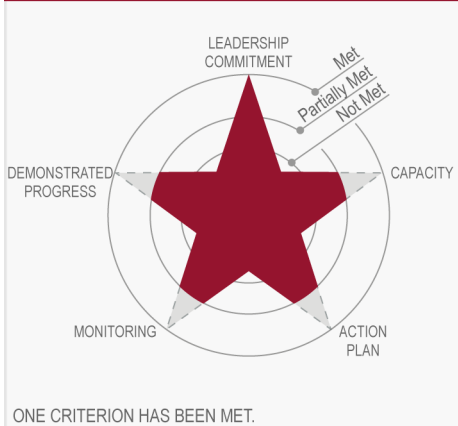 LEADERSHIP
COMMITMENT
Met
Partially Met
Not Met
DEMONSTRATED
PROGRESS
CAPACITY
MONITORING
ACTION
PLAN
ONE CRITERION HAS BEEN MET.